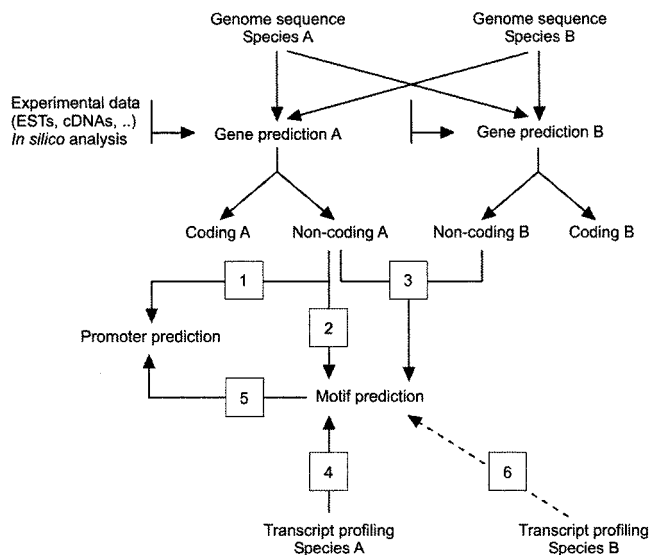 Genome sequence
Species A
Genome sequence
Species B
Experimental data
(ESTs, cDNAs, ..)
In silico analysis
Gene prediction A
Gene prediction B
Coding A
Non-coding A
Non-coding B
Coding B
1
3
2
Promoter prediction
5
Motif prediction
4
6
Transcript profiling
Species A
Transcript profiling
Species B